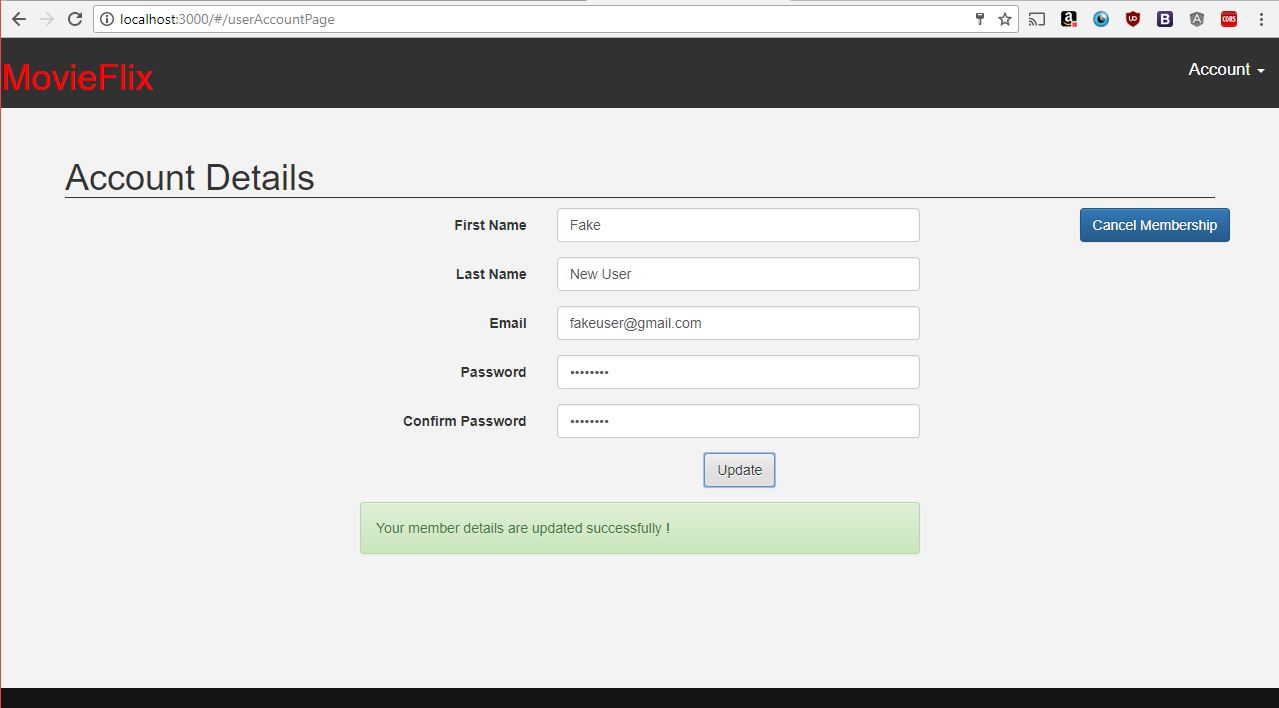 localhost:3000/#/userAccountPage
MovieFlix
Account
Account Details
First Name Fake Cancel Membership
Last Name New User
Email fakeuser@gmail.com
Password ••••••••
Confirm Password ••••••••
Update
Your member details are updated successfully !